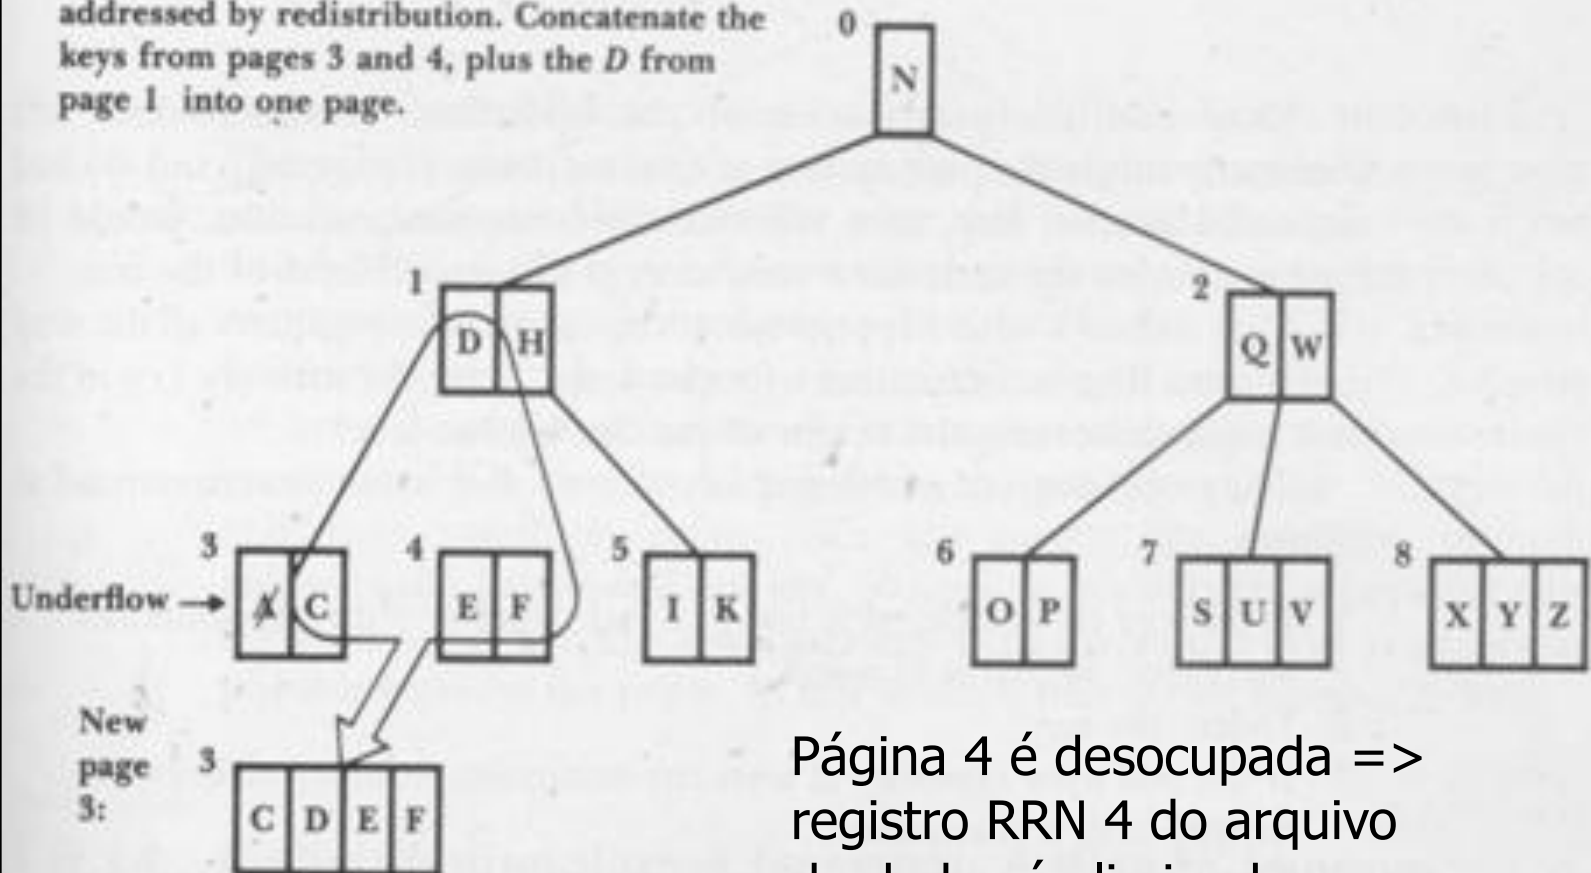 addressed by redistribution. Concatenate the
keys from pages 3 and 4, plus the D from
page 1 into one page.
0
N
1
D H
2
Q W
3
Underflow
A C
4
E F
5
I K
6
O P
7
S U V
8
X Y Z
New
page
3:
3
C D E F
Página 4 é desocupada =>
registro RRN 4 do arquivo